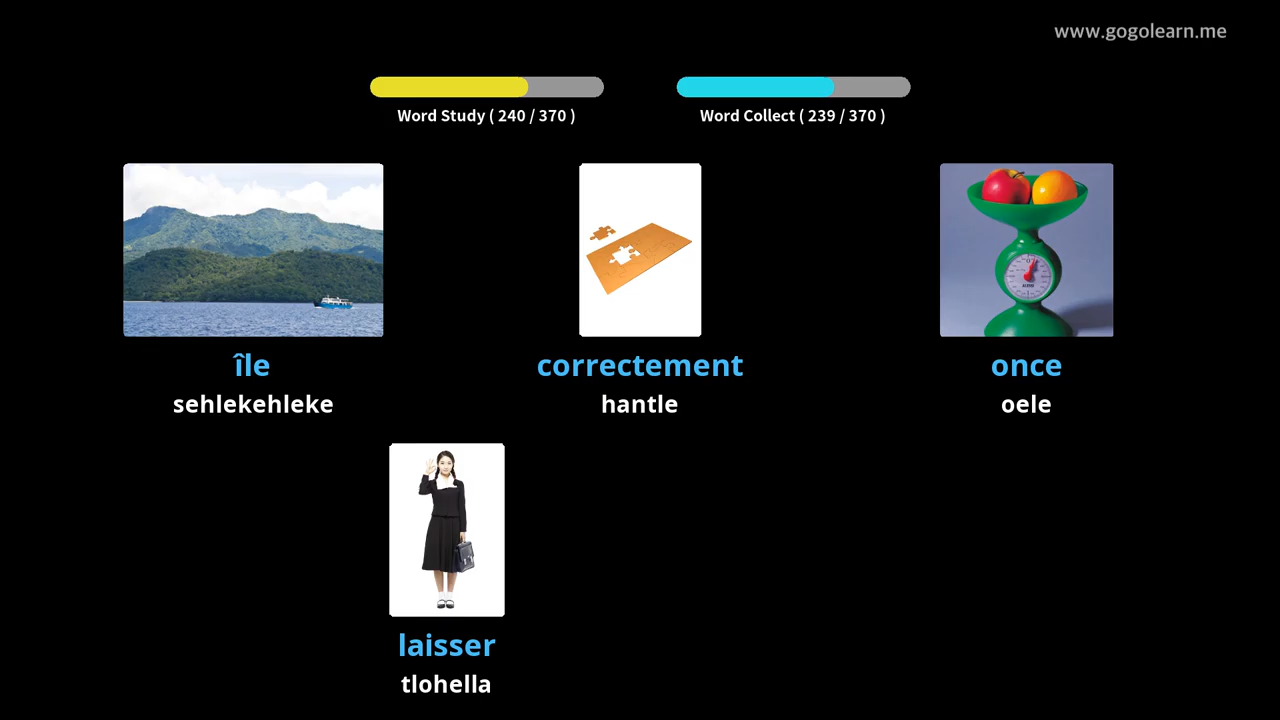 www.gogolearn.me
Word Study ( 240 / 370 )
Word Collect ( 239 / 370 )
île
correctement
once
sehlekehleke
hantle
oele
laisser
tlohella